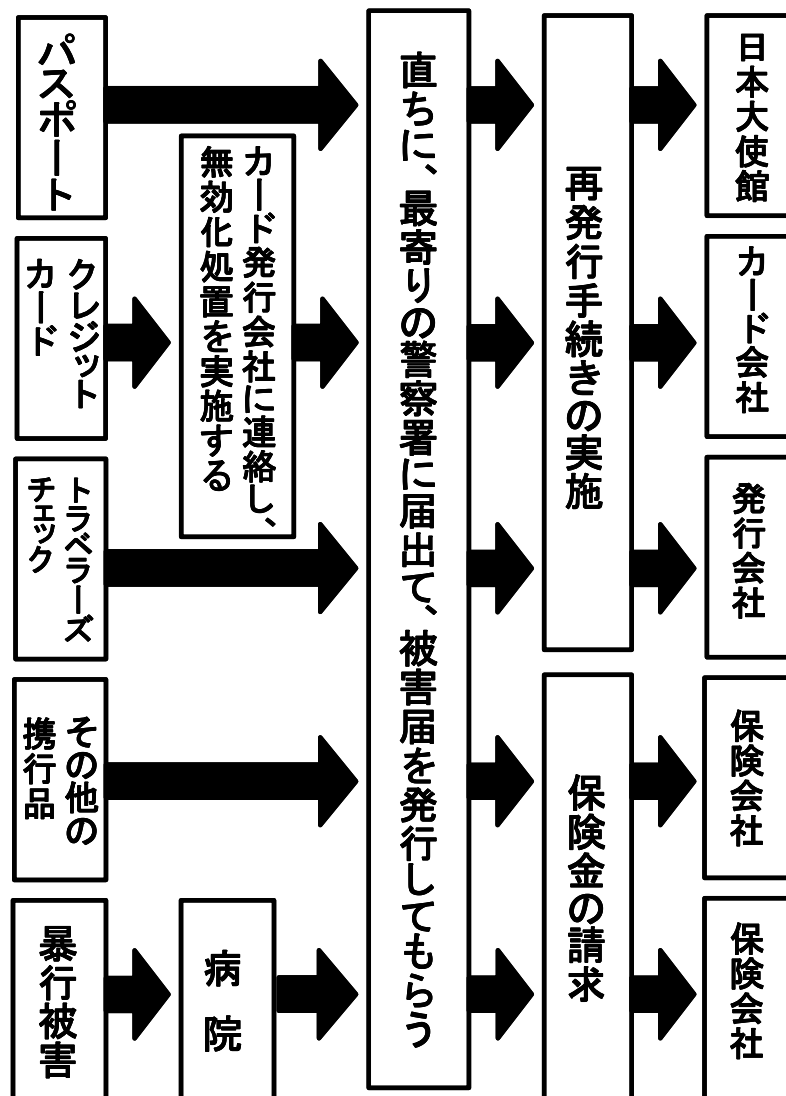 パスポート
クレジット
カード
トラベラーズ
チェック
その他の
携行品
暴行被害
カード発行会社に連絡し、
無効化処置を実施する
病院
直ちに、最寄りの警察署に届出て、被害届を発行してもらう
再発行手続きの実施
保険金の請求
日本大使館
カード会社
発行会社
保険会社
保険会社